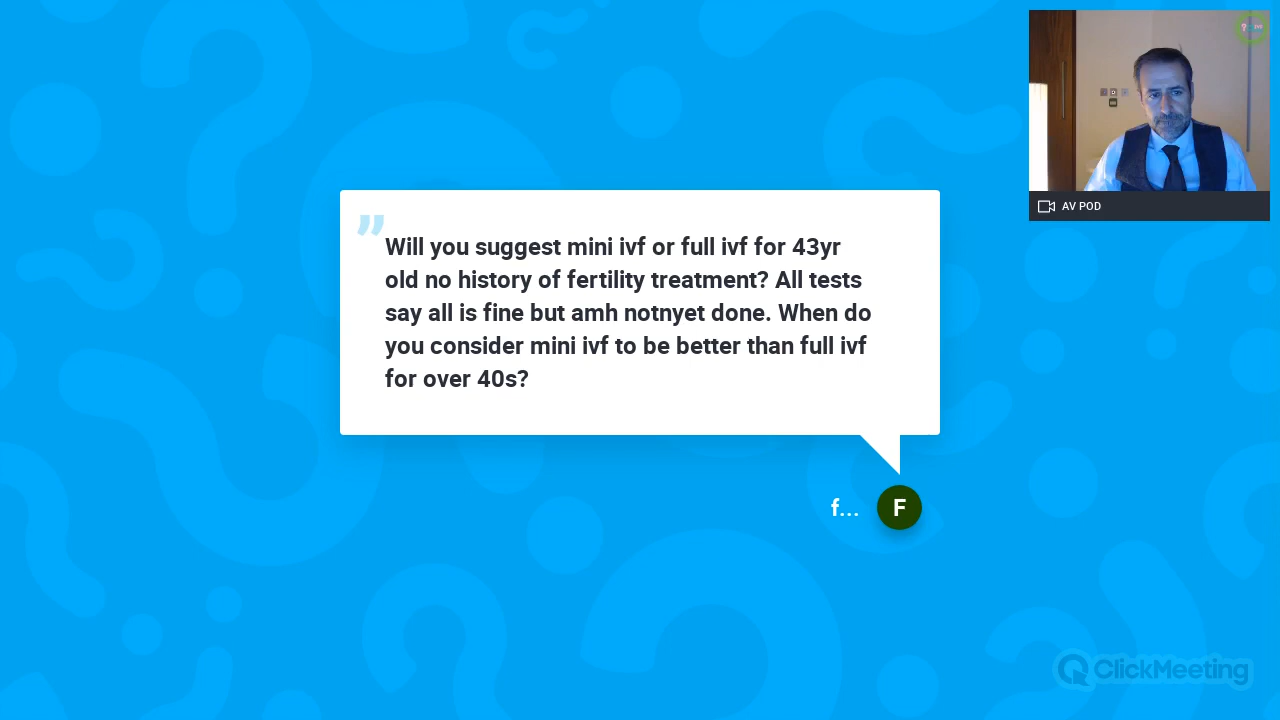 Will you suggest mini ivf or full ivf for 43yr
old no history of fertility treatment? All tests
say all is fine but amh notnyet done. When do
you consider mini ivf to be better than full ivf
for over 40s?
AV POD
f...
F
ClickMeeting